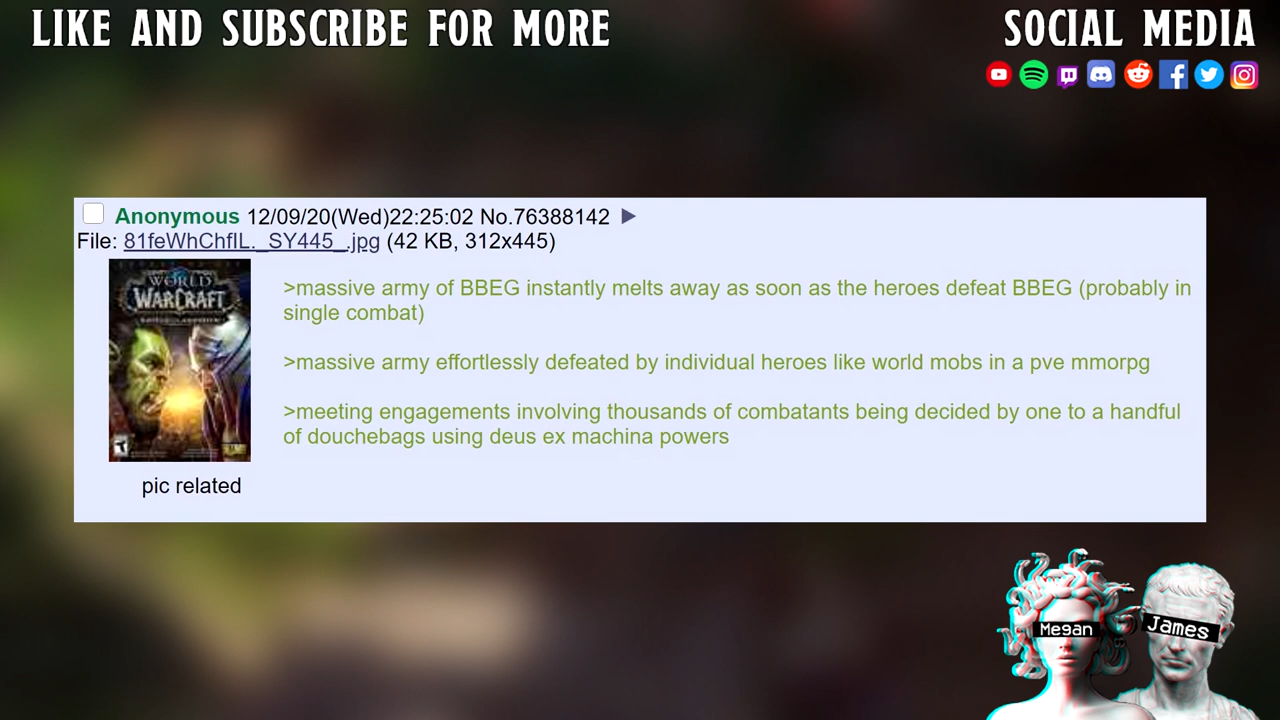 LIKE AND SUBSCRIBE FOR MORE
SOCIAL MEDIA
Anonymous 12/09/20(Wed)22:25:02 No.76388142 ▶
File: 81feWhChfIL._SY445_.jpg (42 KB, 312x445)
WORLD
WARCRAFT
>massive army of BBEG instantly melts away as soon as the heroes defeat BBEG (probably in
single combat)
>massive army effortlessly defeated by individual heroes like world mobs in a pve mmorpg
>meeting engagements involving thousands of combatants being decided by one to a handful
of douchebags using deus ex machina powers
T
pic related
Megan
James